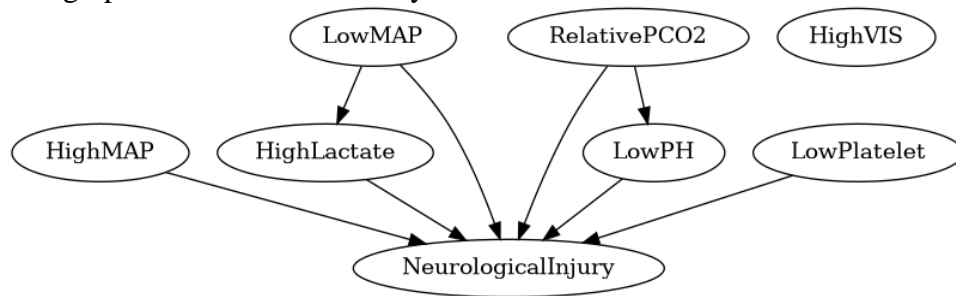 LowMAP RelativePCO2 HighVIS
HighMAP HighLactate LowPH LowPlatelet
NeurologicalInjury